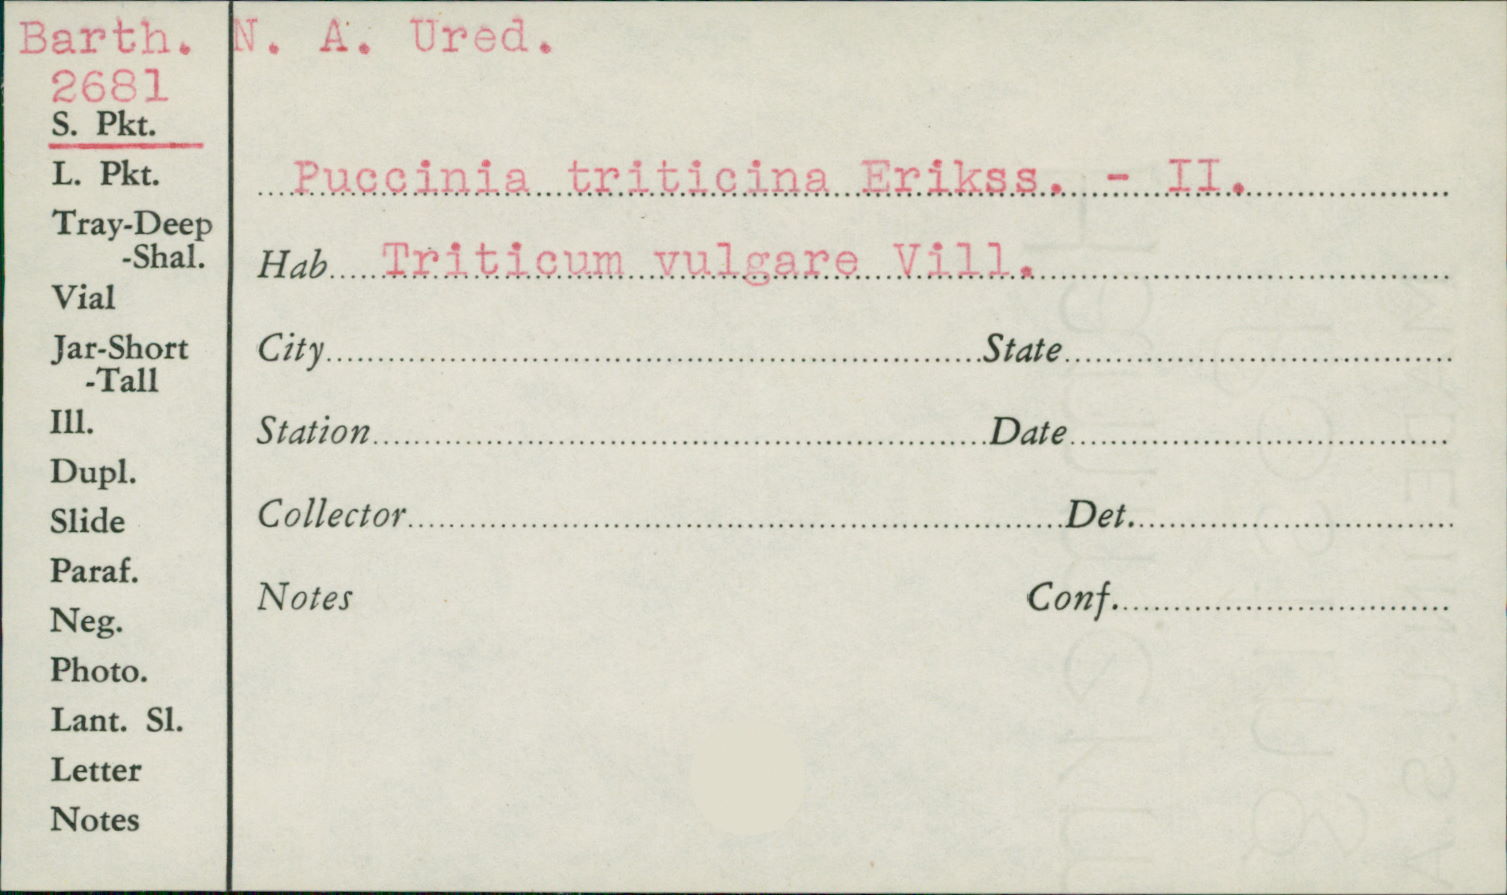 Barth. N. A. Ured.
2681
S. Pkt.
L. Pkt.
Tray-Deep
-Shal.
Vial
Jar-Short
-Tall
Ill.
Dupl.
Slide
Paraf.
Neg.
Photo.
Lant. Sl.
Letter
Notes
Puccinia triticina Erikss. - II.
Hab Triticum vulgare Vill.
City State
Station Date
Collector Det.
Notes Conf.